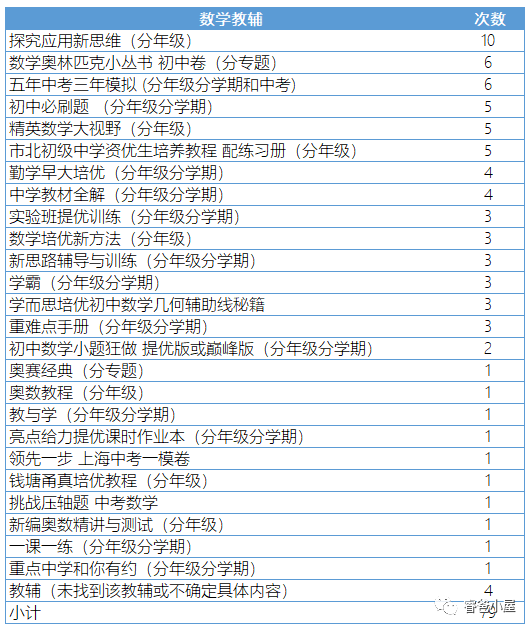 数学教辅 次数
探究应用新思维（分年级） 10
数学奥林匹克小丛书 初中卷（分专题） 6
五年中考三年模拟 (分年级分学期和中考) 6
初中必刷题 （分年级分学期） 5
精英数学大视野（分年级） 5
市北初级中学资优生培养教程 配练习册（分年级） 5
勤学早大培优（分年级分学期） 4
中学教材全解（分年级分学期） 4
实验班提优训练（分年级分学期） 3
数学培优新方法（分年级） 3
新思路辅导与训练（分年级分学期） 3
学霸（分年级分学期） 3
学而思培优初中数学几何辅助线秘籍 3
重难点手册（分年级分学期） 3
初中数学小题狂做 提优版或巅峰版（分年级分学期） 2
奥赛经典（分专题） 1
奥数教程（分年级） 1
教与学（分年级分学期） 1
亮点给力提优课时作业本（分年级分学期） 1
领先一步 上海中考一模卷 1
钱塘甬真培优教程（分年级） 1
挑战压轴题 中考数学 1
新编奥数精讲与测试（分年级） 1
一课一练（分年级分学期） 1
重点中学和你有约（分年级分学期） 1
教辅（未找到该教辅或不确定具体内容） 4
小计 79
睿爸小屋